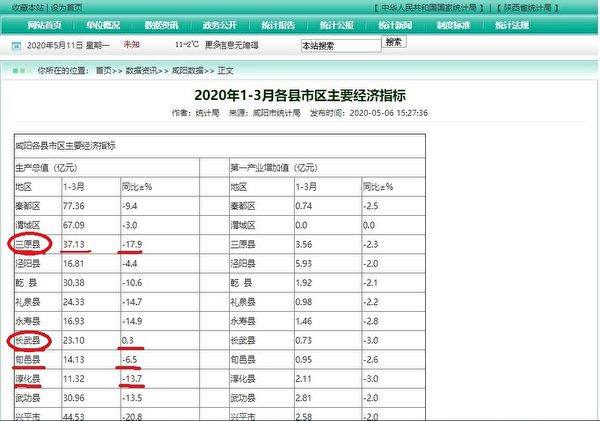 收藏本站 | 设为首页 【 中华人民共和国国家统计局 】 【 陕西省统计局 】
网站首页 单位概况 数据资讯 政务公开 统计报告 统计公报 统计新闻 制度标准 统计法规
2020年5月11日 星期一 未知 11~2℃ 更多信息无障碍 本站搜索 搜索
你所在的位置： 首页>> 数据资讯>> 咸阳数据>> 正文
2020年1-3月各县市区主要经济指标
作者：统计局 来源：咸阳市统计局 发布时间：2020-05-06 15:27:36
咸阳各县市区主要经济指标
生产总值（亿元） 第一产业增加值（亿元）
地区 1-3月 同比±% 地区 1-3月 同比±%
秦都区 77.36 -9.4 秦都区 0.74 -2.5
渭城区 67.09 -3.0 渭城区 0.0 0.0
三原县 37.13 -17.9 三原县 3.56 -2.3
泾阳县 16.81 -4.4 泾阳县 5.93 -2.0
乾 县 30.38 -10.6 乾 县 1.92 -2.1
礼泉县 24.33 -14.7 礼泉县 0.98 -2.2
永寿县 16.93 -14.9 永寿县 1.46 -2.8
长武县 23.10 0.3 长武县 0.73 -3.0
旬邑县 14.13 -6.5 旬邑县 0.95 -2.6
淳化县 11.32 -13.7 淳化县 2.11 -3.0
武功县 30.96 -13.5 武功县 2.81 -2.0
兴平市 44.53 -20.8 兴平市 2.58 -2.0